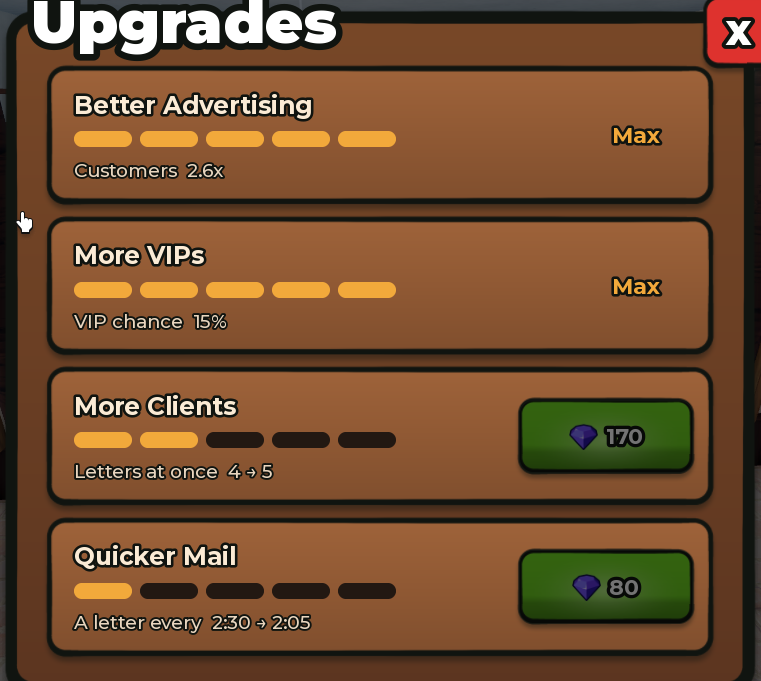 Upgrades
X
Better Advertising
Max
Customers 2.6x
More VIPs
Max
VIP chance 15%
More Clients
170
Letters at once 4 → 5
Quicker Mail
80
A letter every 2:30 → 2:05